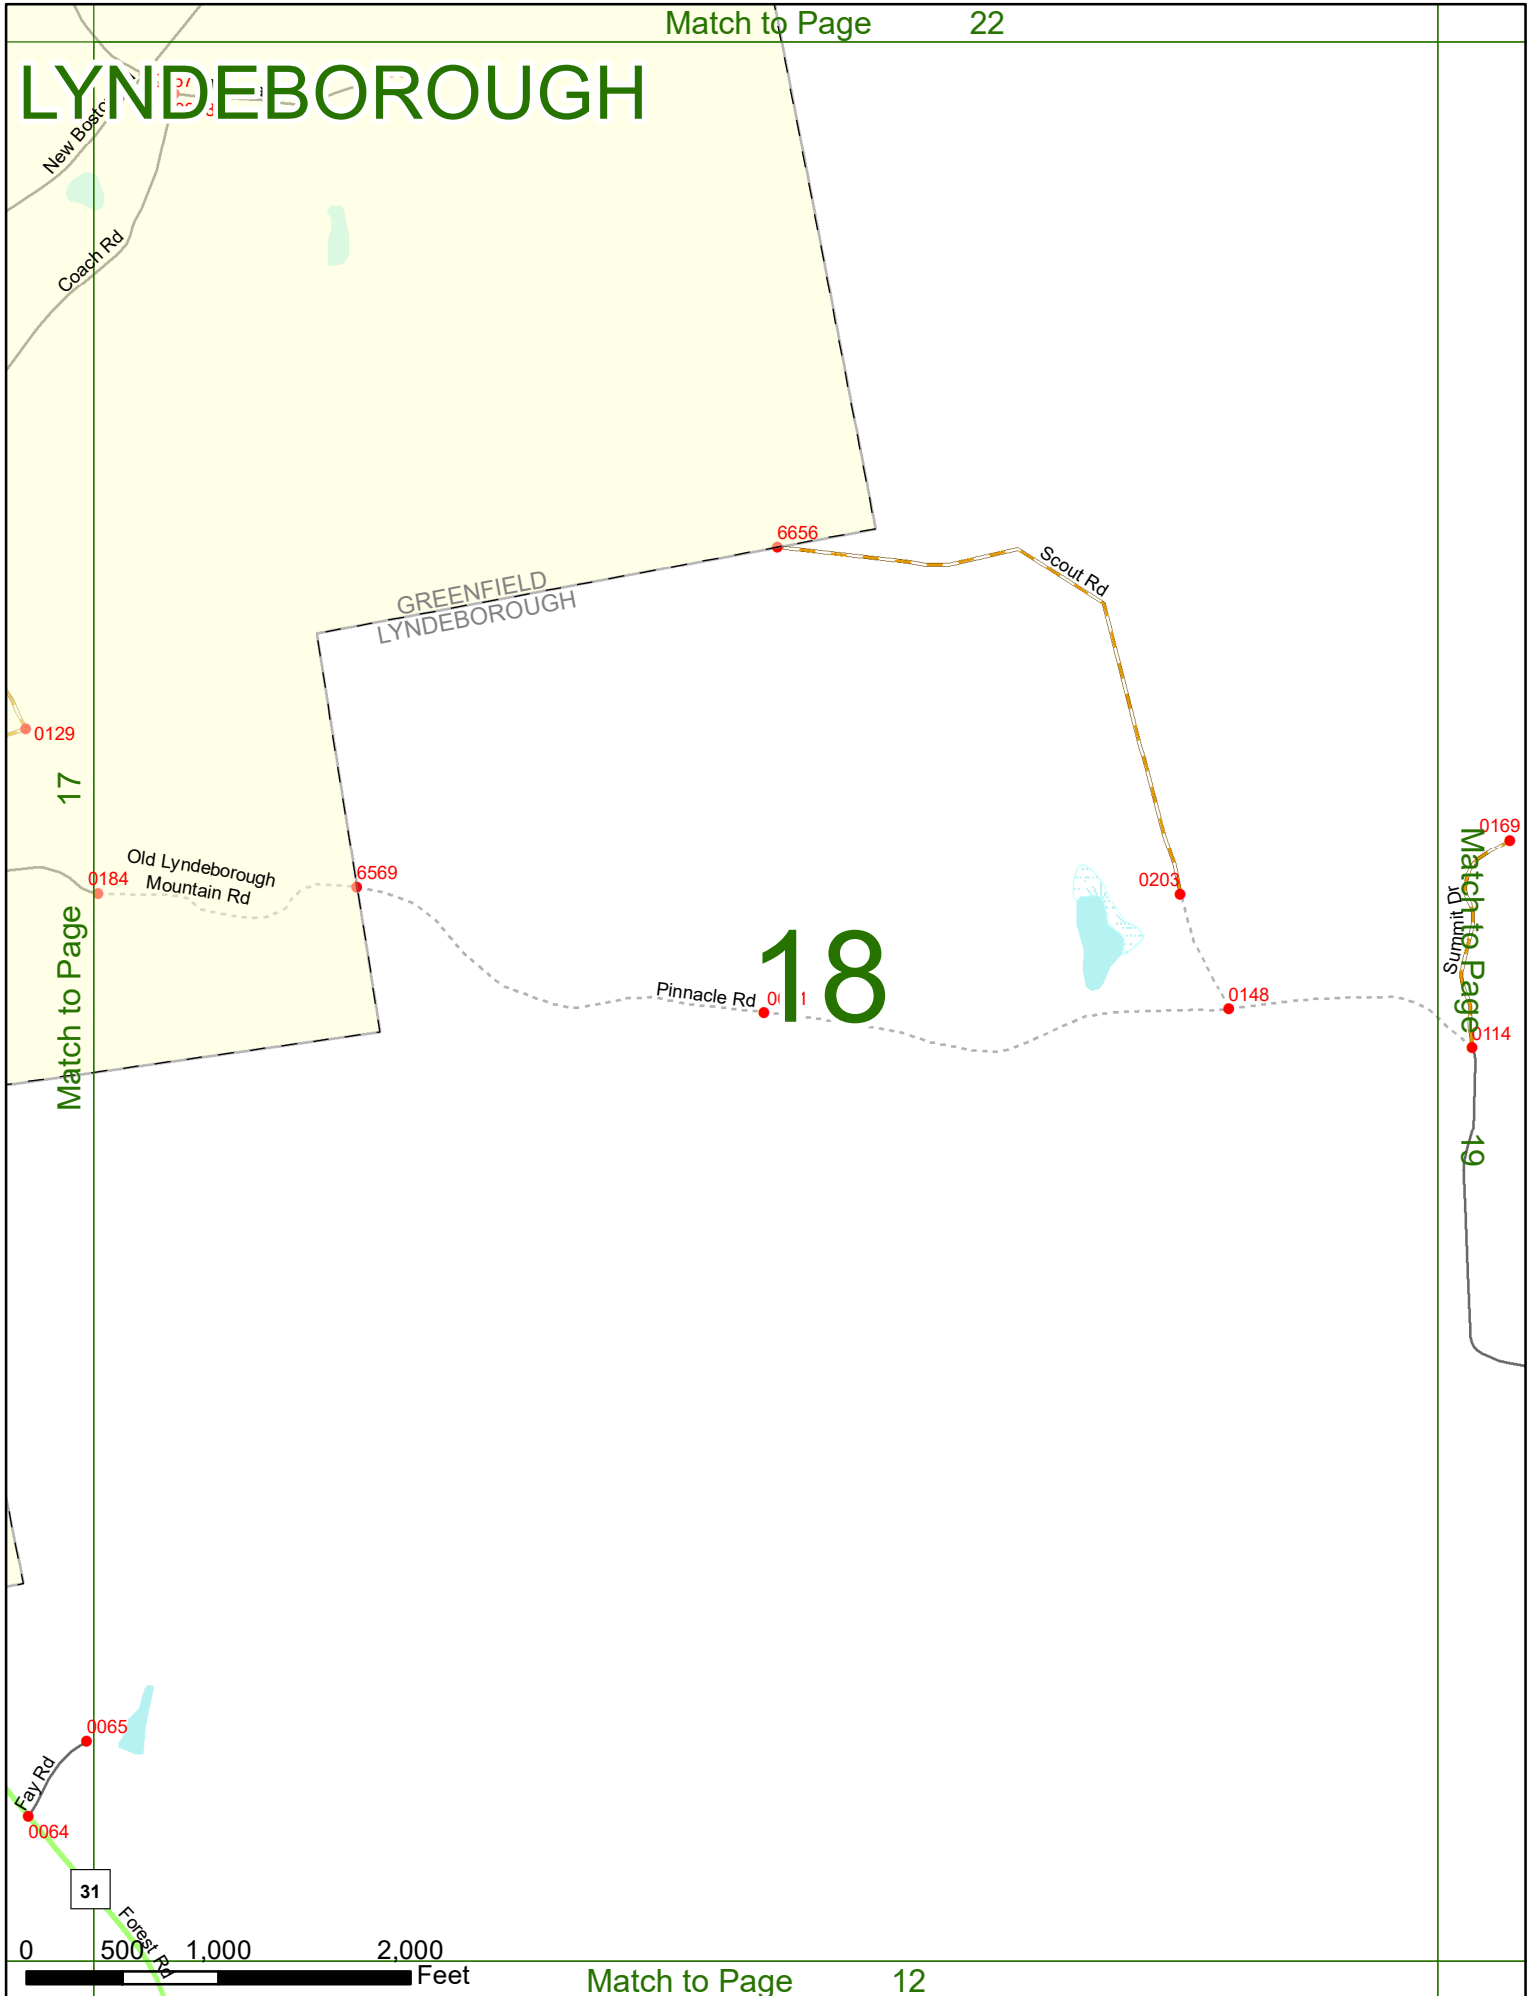 Match to Page 22
LYNDEBOROUGH
New Bosto
Coach Rd
6656
Scout Rd
GREENFIELD
LYNDEBOROUGH
0129
17
Match to Page
Old Lyndeborough
Mountain Rd
0184
6569
0169
0203
Summit Dr
Match to Page
19
18
Pinnacle Rd
0148
0114
0065
Fay Rd
0064
31
Forest Rd
0 500 1,000 2,000
Feet
Match to Page 12